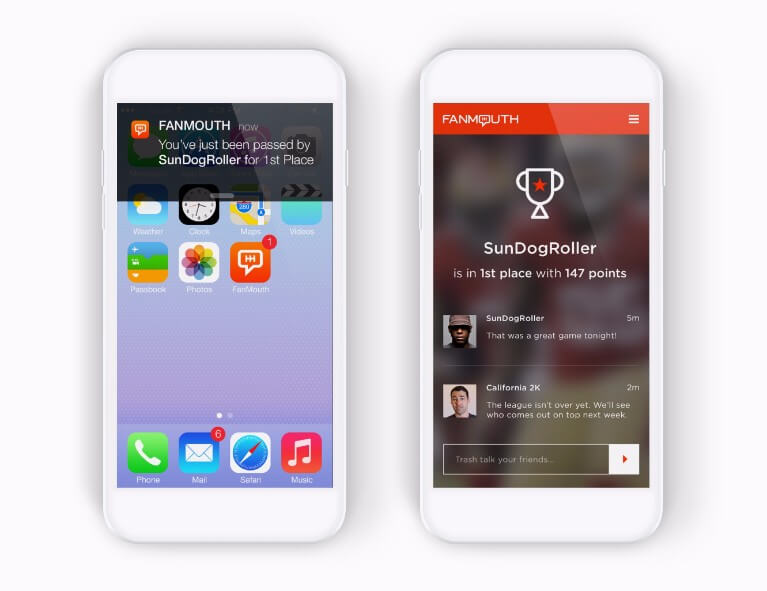 FANMOUTH now
You've just been passed by
SunDogRoller for 1st Place
280
Weather
Clock
Maps
Videos
1
Passbook
Photos
FanMouth
6
Phone
Mail
Safari
Music
FANMOUTH
SunDogRoller
is in 1st place with 147 points
SunDogRoller 5m
That was a great game tonight!
California 2K 2m
The league isn't over yet. We'll see
who comes out on top next week.
Trash talk your friends...